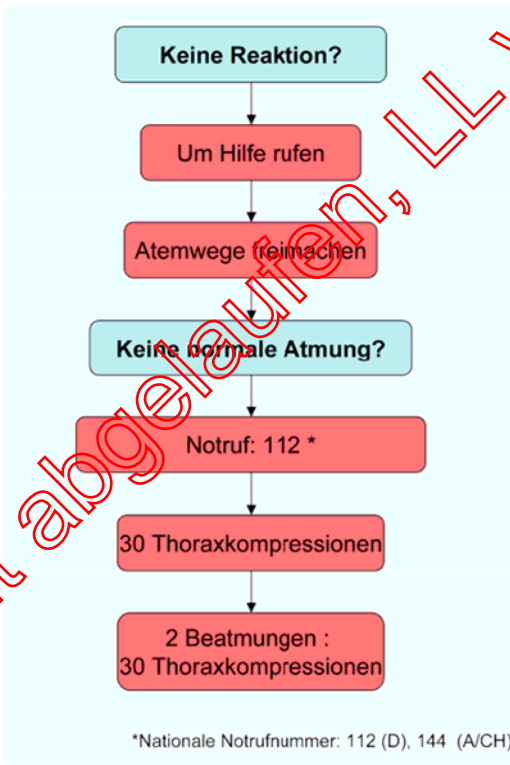 Keine Reaktion?
Um Hilfe rufen
Atemwege freimachen
Keine normale Atmung?
Notruf: 112 *
30 Thoraxkompressionen
2 Beatmungen :
30 Thoraxkompressionen
*Nationale Notrufnummer: 112 (D), 144 (A/CH)
abgelaufen, LL